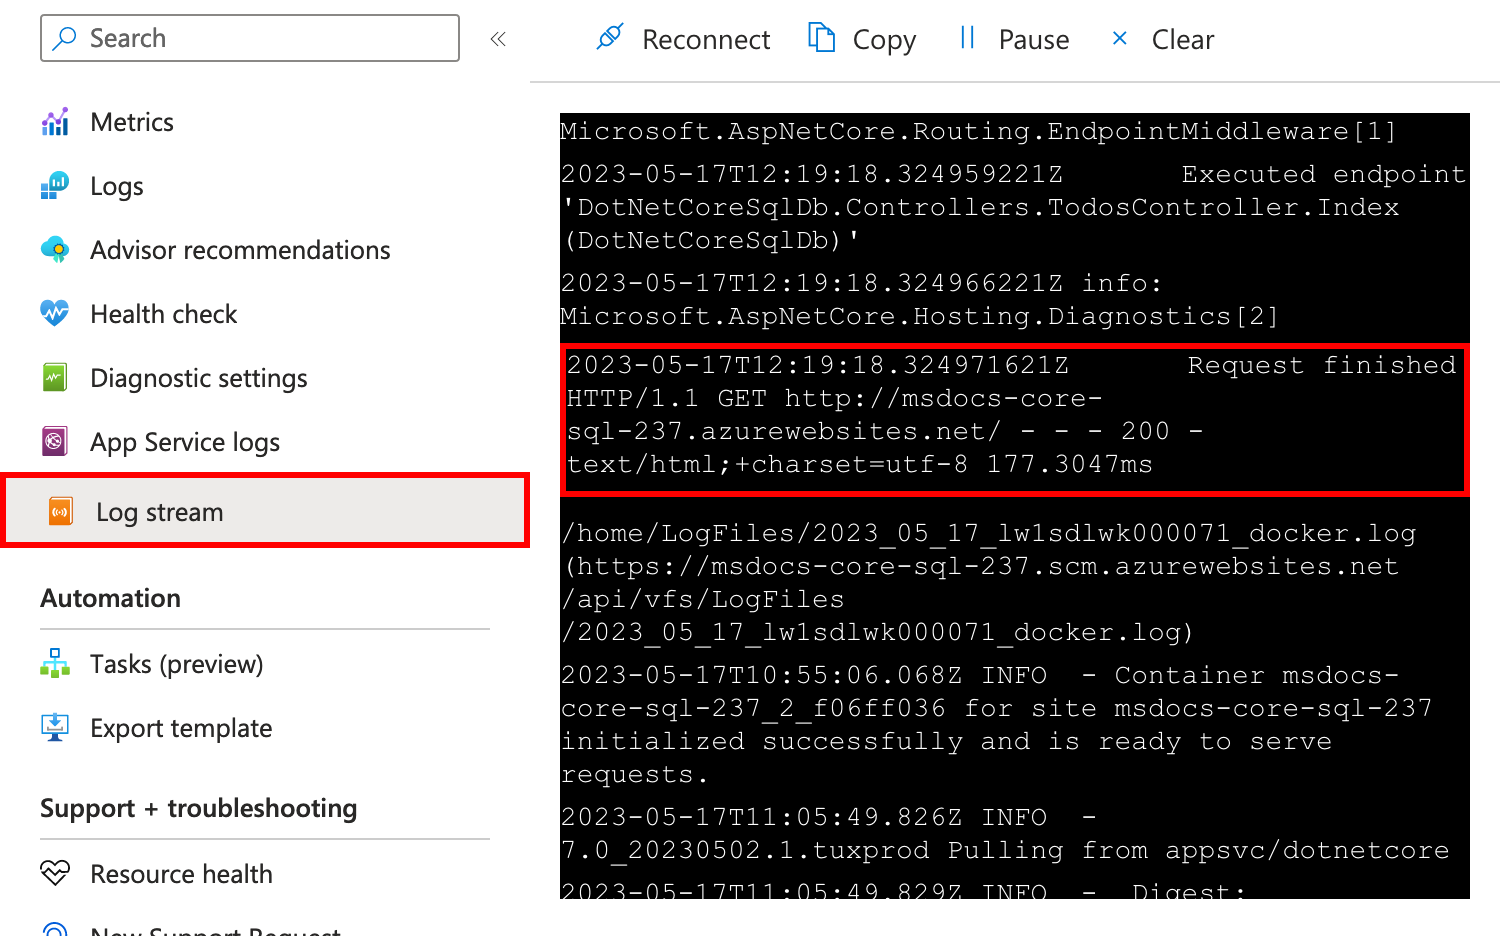 Search
Metrics
Logs
Advisor recommendations
Health check
Diagnostic settings
App Service logs
Log stream
Automation
Tasks (preview)
Export template
Support + troubleshooting
Resource health
New Support Request
Reconnect Copy Pause Clear
Microsoft.AspNetCore.Routing.EndpointMiddleware[1]
2023-05-17T12:19:18.324959221Z       Executed endpoint
'DotNetCoreSqlDb.Controllers.TodosController.Index
(DotNetCoreSqlDb)'
2023-05-17T12:19:18.324966221Z info:
Microsoft.AspNetCore.Hosting.Diagnostics[2]
2023-05-17T12:19:18.324971621Z       Request finished
HTTP/1.1 GET http://msdocs-core-
sql-237.azurewebsites.net/ - - - 200 -
text/html;+charset=utf-8 177.3047ms
/home/LogFiles/2023_05_17_lw1sdlwk000071_docker.log
(https://msdocs-core-sql-237.scm.azurewebsites.net
/api/vfs/LogFiles
/2023_05_17_lw1sdlwk000071_docker.log)
2023-05-17T10:55:06.068Z INFO  - Container msdocs-
core-sql-237_2_f06ff036 for site msdocs-core-sql-237
initialized successfully and is ready to serve
requests.
2023-05-17T11:05:49.826Z INFO  -
7.0_20230502.1.tuxprod Pulling from appsvc/dotnetcore
2023-05-17T11:05:49.829Z INFO  -  Digest: